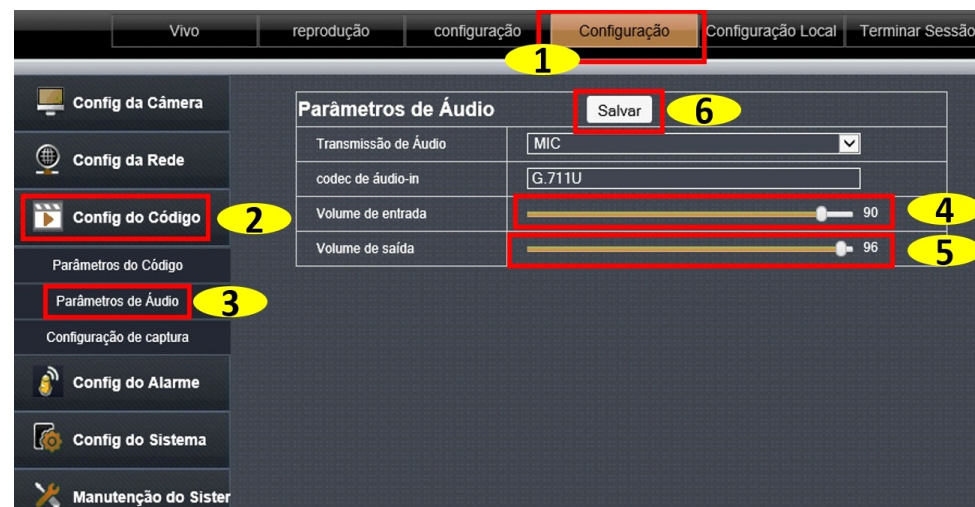 Vivo reprodução configuração Configuração Configuração Local Terminar Sessão
1
Config da Câmera
Config da Rede
Config do Código 2
Parâmetros do Código
Parâmetros de Áudio 3
Configuração de captura
Config do Alarme
Config do Sistema
Manutenção do Sister
Parâmetros de Áudio Salvar 6
Transmissão de Áudio MIC
codec de áudio-in G.711U
Volume de entrada 90 4
Volume de saída 96 5